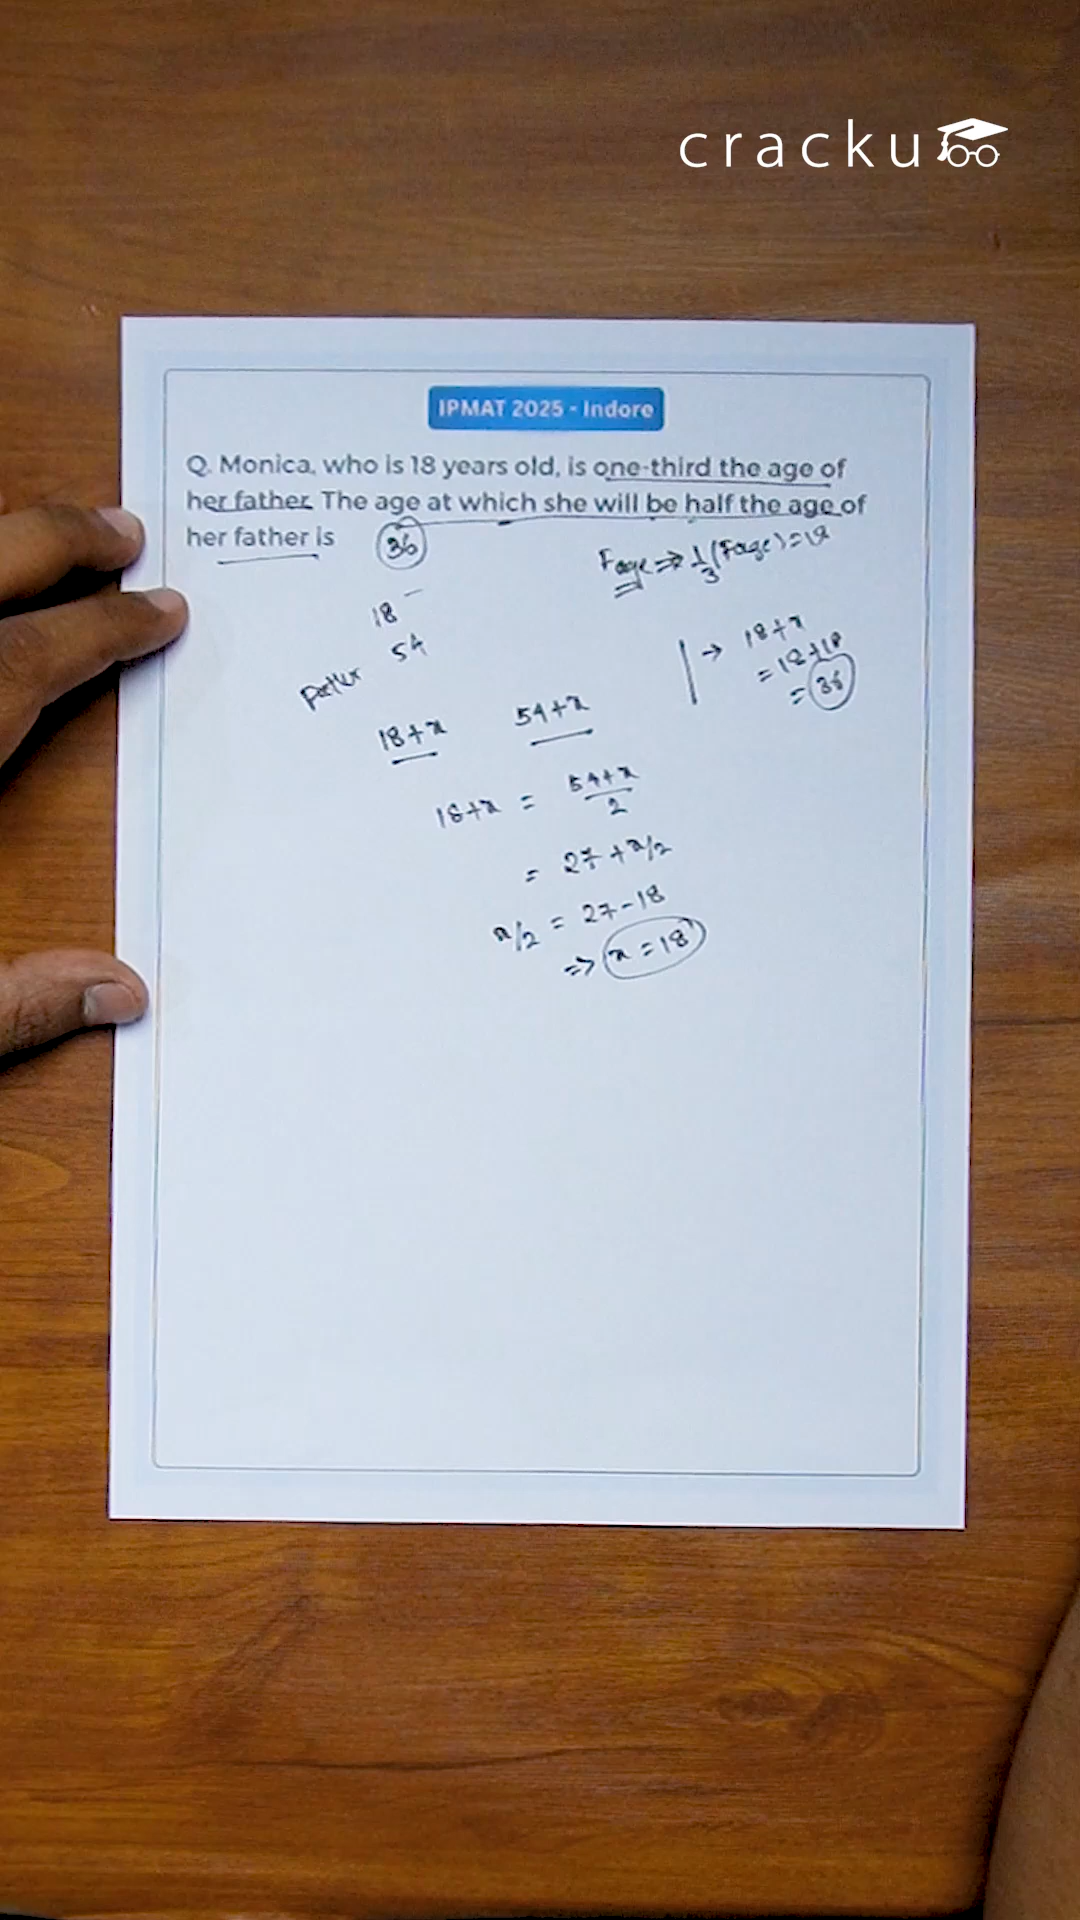 cracku
IPMAT 2025 - Indore
Q. Monica, who is 18 years old, is one-third the age of
her father. The age at which she will be half the age of
her father is
36
Fage => 1/3 (Fage) = 18
18
54
18+x
54+x
→ 18+x
= 18+18
= 36
18+x = 54+x/2
= 27 + x/2
x/2 = 27-18
=> x = 18